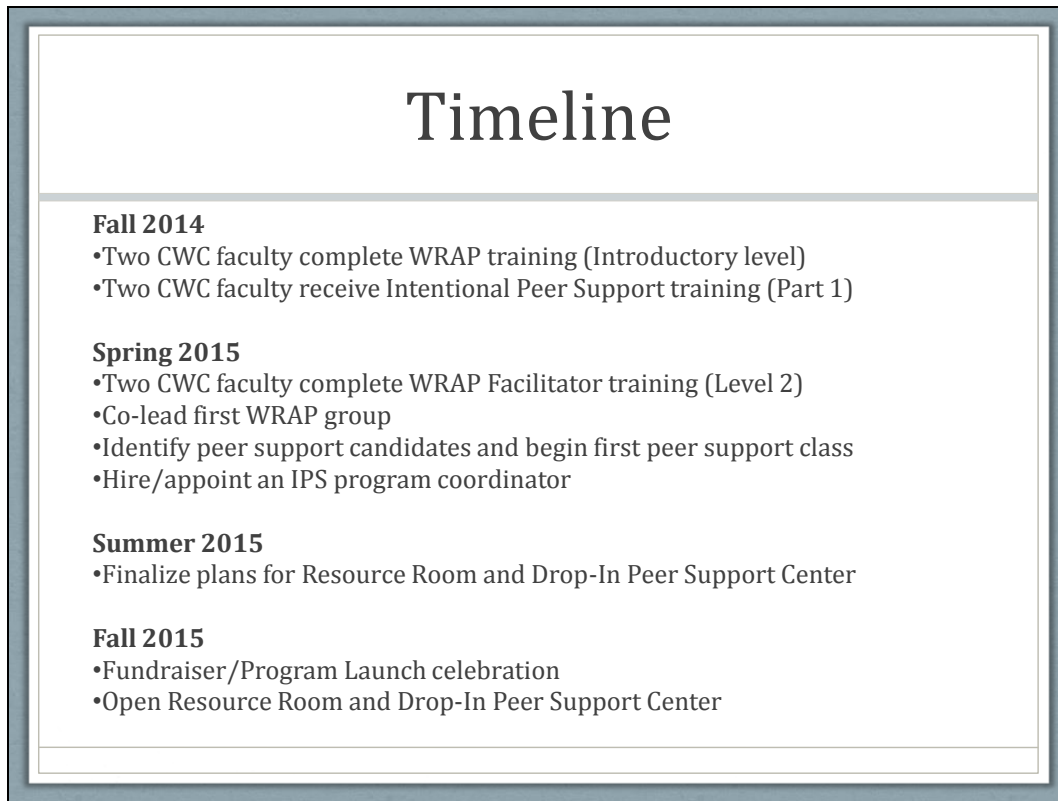 Timeline
Fall 2014
•Two CWC faculty complete WRAP training (Introductory level)
•Two CWC faculty receive Intentional Peer Support training (Part 1)
Spring 2015
•Two CWC faculty complete WRAP Facilitator training (Level 2)
•Co-lead first WRAP group
•Identify peer support candidates and begin first peer support class
•Hire/appoint an IPS program coordinator
Summer 2015
•Finalize plans for Resource Room and Drop-In Peer Support Center
Fall 2015
•Fundraiser/Program Launch celebration
•Open Resource Room and Drop-In Peer Support Center